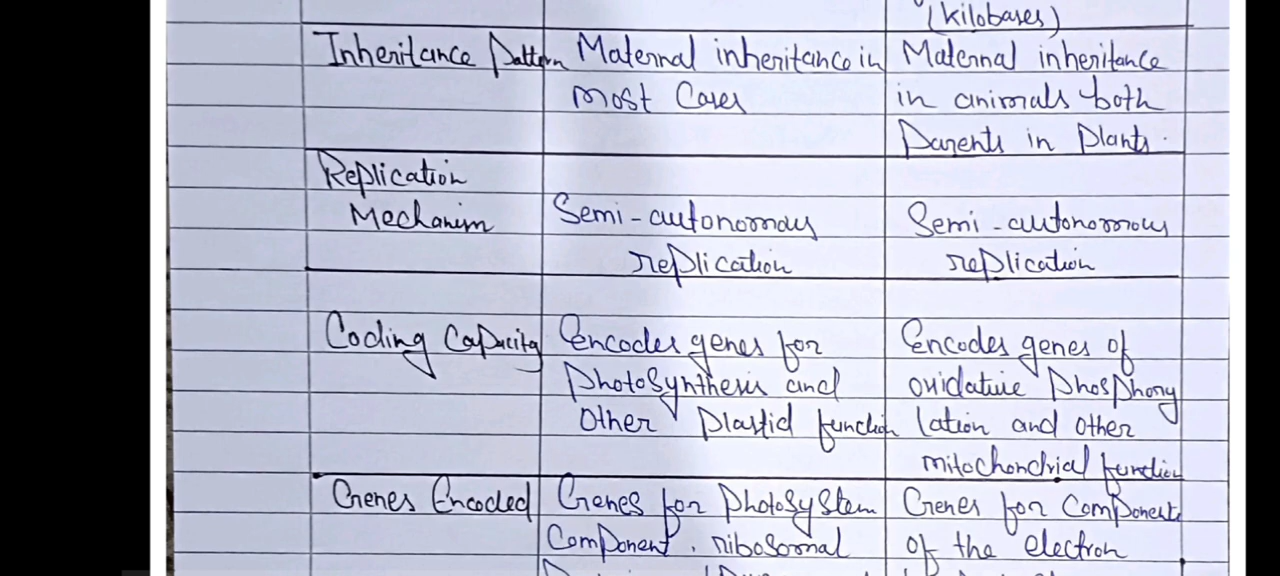 (kilobases)
Inheritance Pattern Maternal inheritance in Maternal inheritance
most Cases in animals both
Parents in Plants.
Replication
Mechanism Semi-autonomous Semi-autonomous
replication replication
Coding Capacity Encodes genes for Encodes genes of
Photosynthesis and oxidative Phosphory
Other Plastid function lation and other
mitochondrial function
Genes Encoded Genes for Photosystem Genes for Components
Component, ribosomal of the electron